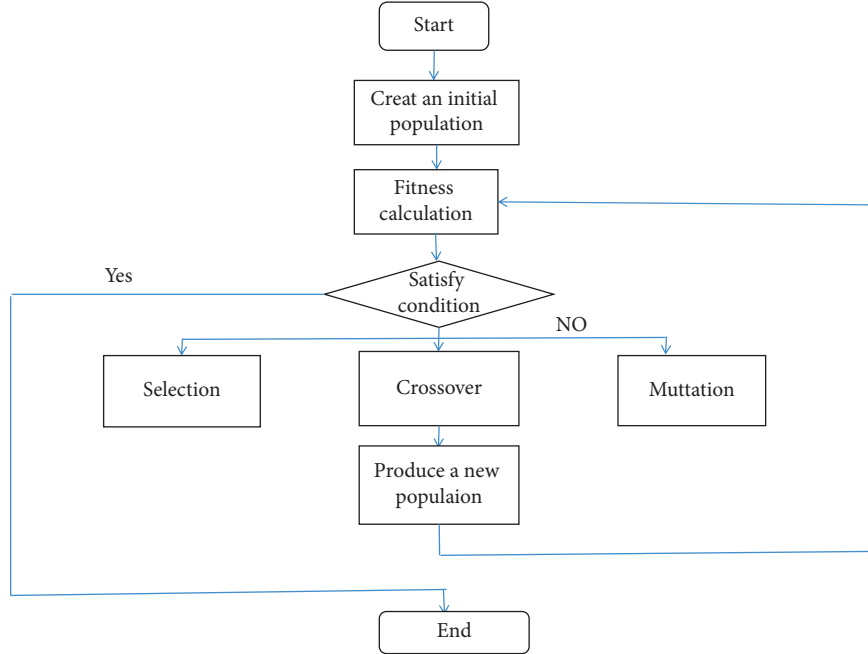 Start
Creat an initial
population
Fitness
calculation
Yes
Satisfy
condition
NO
Selection
Crossover
Muttation
Produce a new
populaion
End